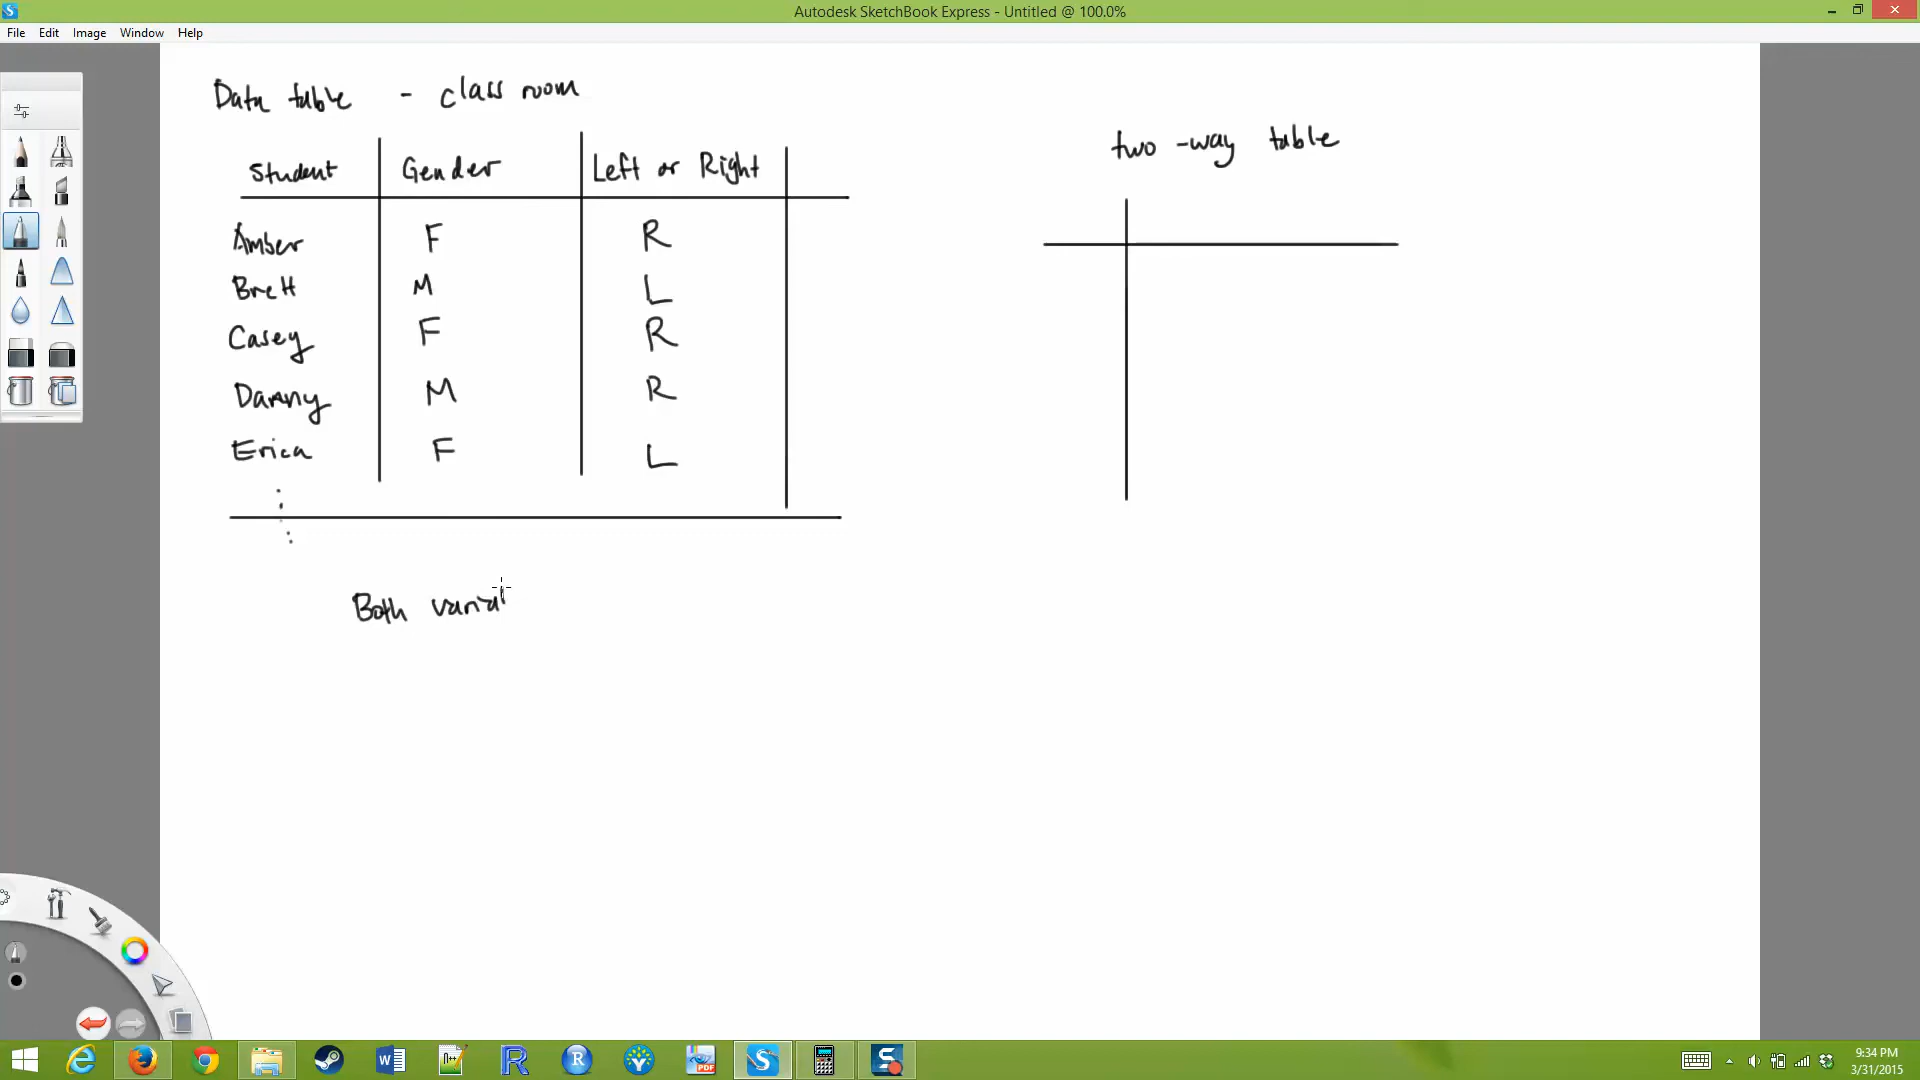 Autodesk SketchBook Express - Untitled @ 100.0%
File Edit Image Window Help
Data table - class room
two-way table
Student Gender Left or Right
Amber F R
Brett M L
Casey F R
Danny M R
Erica F L
Both varia
9:34 PM
3/31/2015